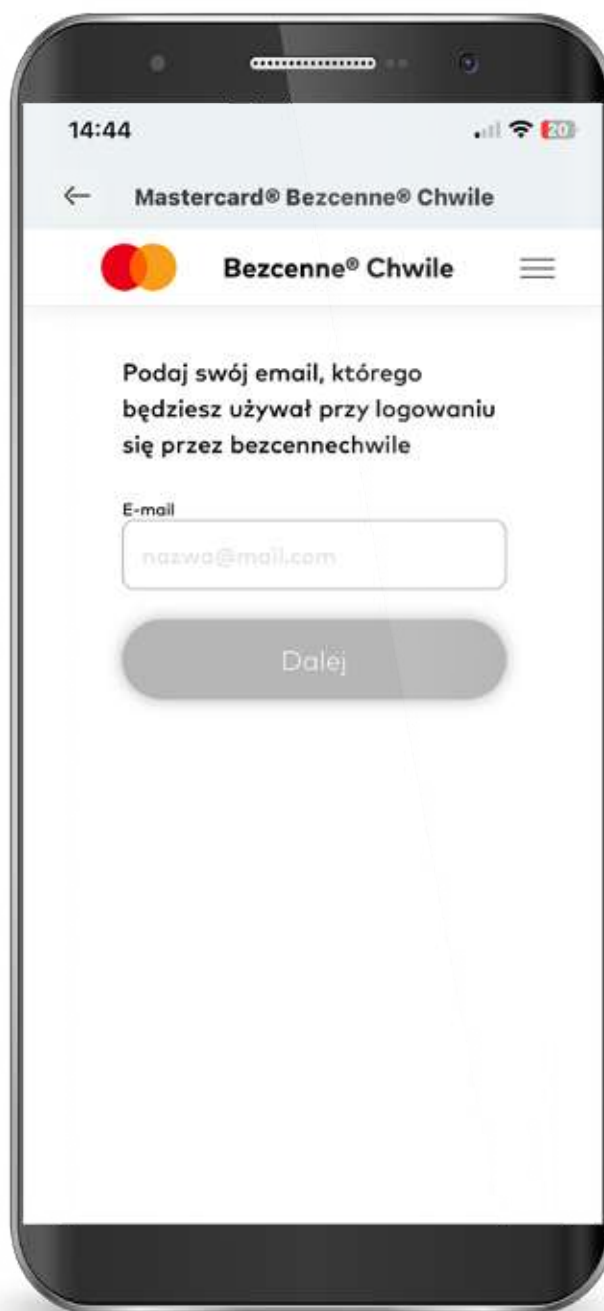 14:44
20
Mastercard® Bezcenne® Chwile
Bezcenne® Chwile
Podaj swój email, którego
będziesz używał przy logowaniu
się przez bezcennechwile
E-mail
nazwa@mail.com
Dalej